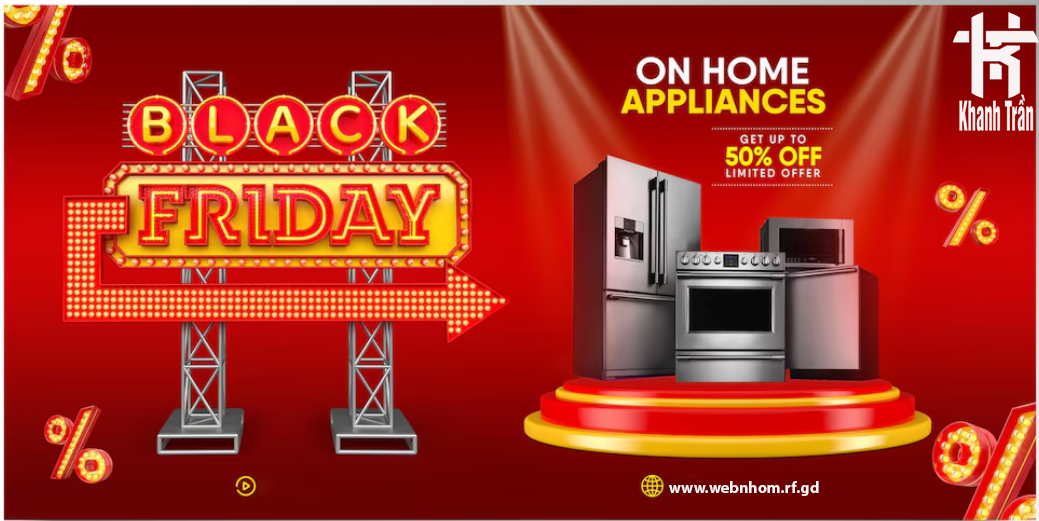 BLACK
FRIDAY
ON HOME
APPLIANCES
GET UP TO
50% OFF
LIMITED OFFER
Khanh Trần
www.webnhom.rf.gd
%
%
%
%